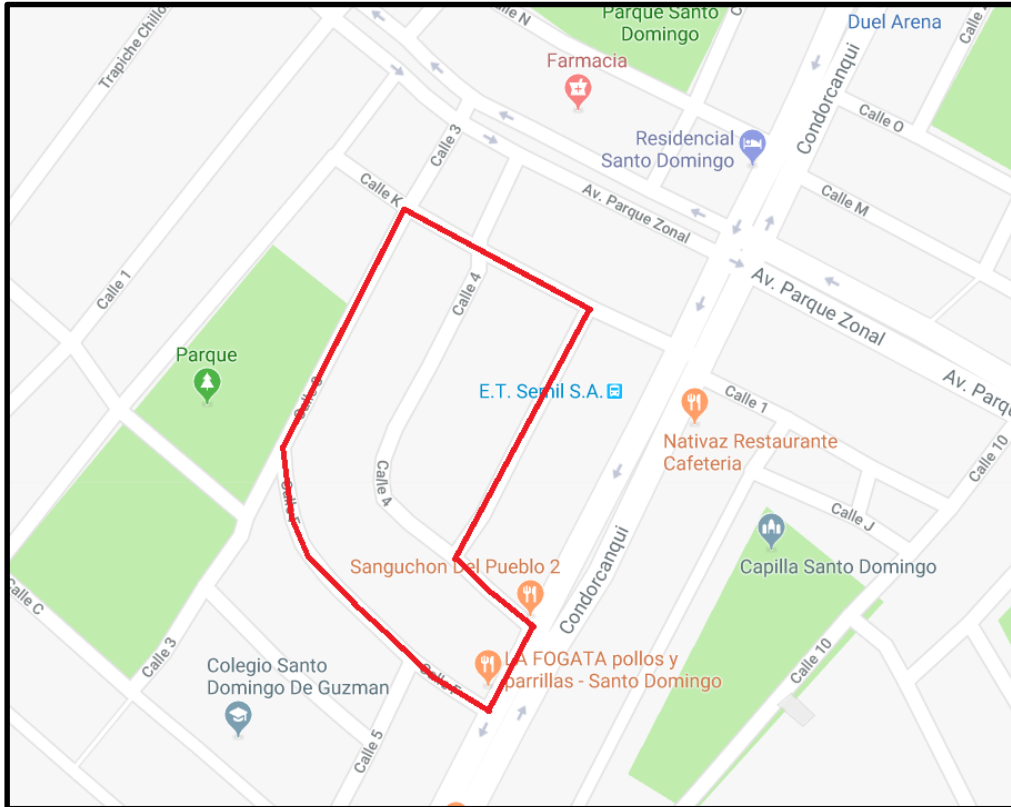 Parque Santo
Domingo
Duel Arena
Trapiche Chillo
Calle N
Farmacia
Condorcanqui
Calle O
Calle 3
Residencial
Santo Domingo
Calle K
Av. Parque Zonal
Calle M
Calle 1
Calle 4
Av. Parque Zonal
Parque
E.T. Semil S.A.
Av. Parqu
Calle 1
Nativaz Restaurante
Cafeteria
Calle 10
Calle 4
Calle J
Sanguchon Del Pueblo 2
Capilla Santo Domingo
Calle C
Condorcanqui
Calle 3
Colegio Santo
Domingo De Guzman
LA FOGATA pollos y
parrillas - Santo Domingo
Calle 10
Calle 5